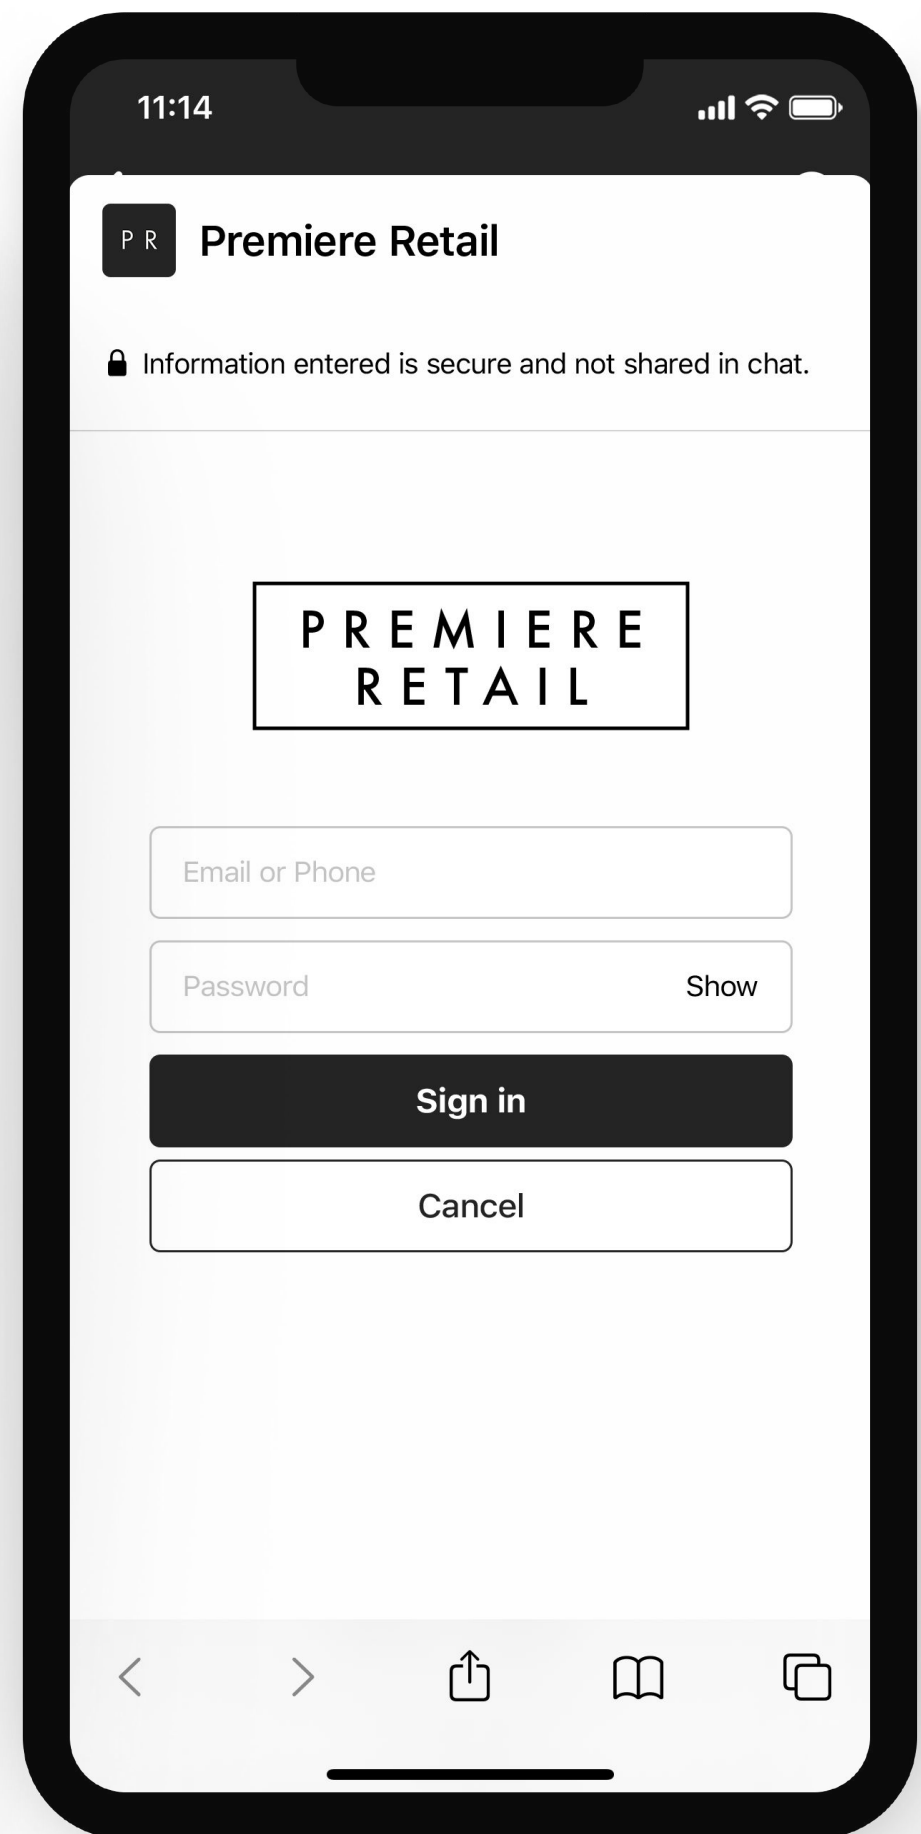 11:14
P R
Premiere Retail
Information entered is secure and not shared in chat.
PREMIERE
RETAIL
Email or Phone
Password
Show
Sign in
Cancel